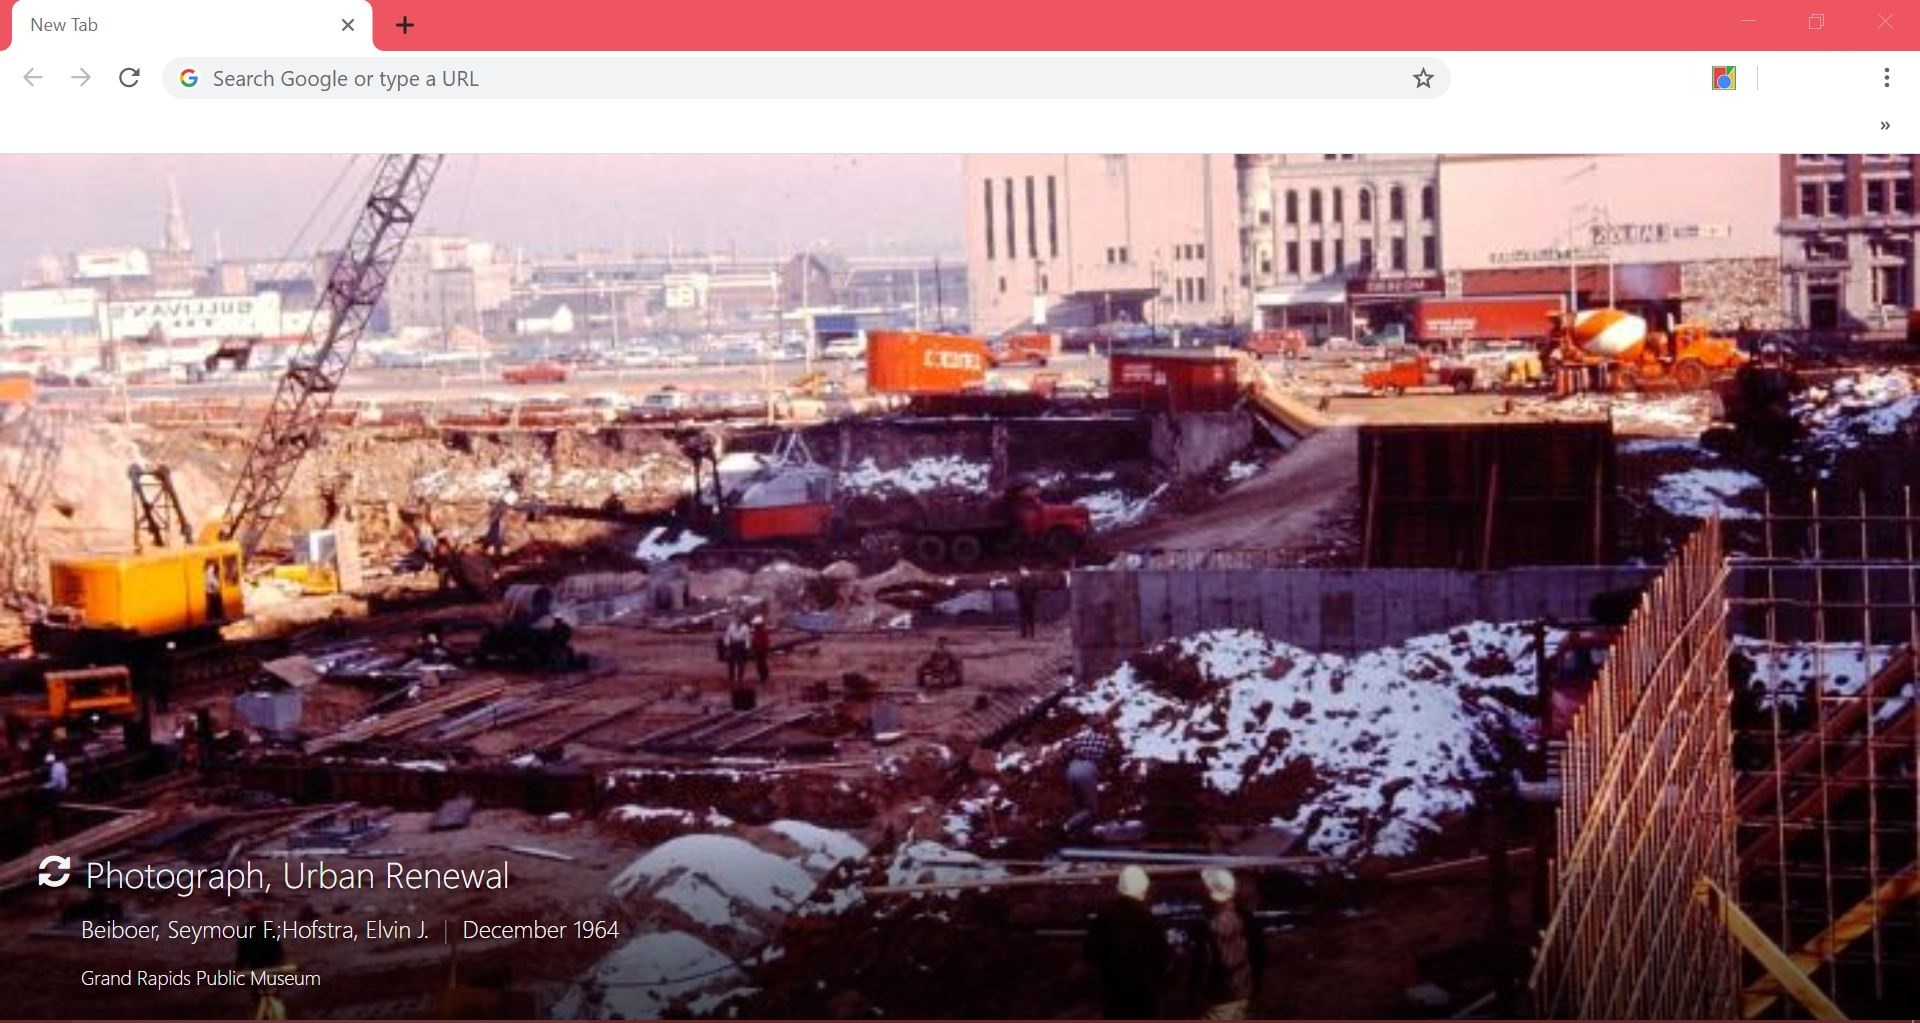 New Tab
Search Google or type a URL
»
Photograph, Urban Renewal
Beiboer, Seymour F.;Hofstra, Elvin J. | December 1964
Grand Rapids Public Museum